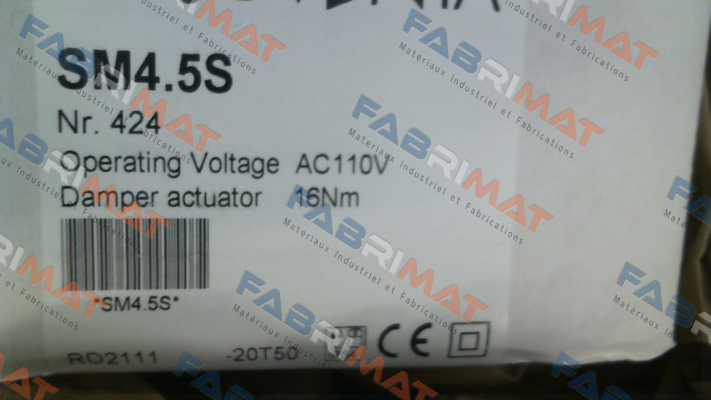 SM4.5S
Nr. 424
Operating Voltage AC110V
Damper actuator 16Nm
*SM4.5S*
RD2111 -20T50 CE
FABRIMAT
Materiaux Industriel et Fabrications